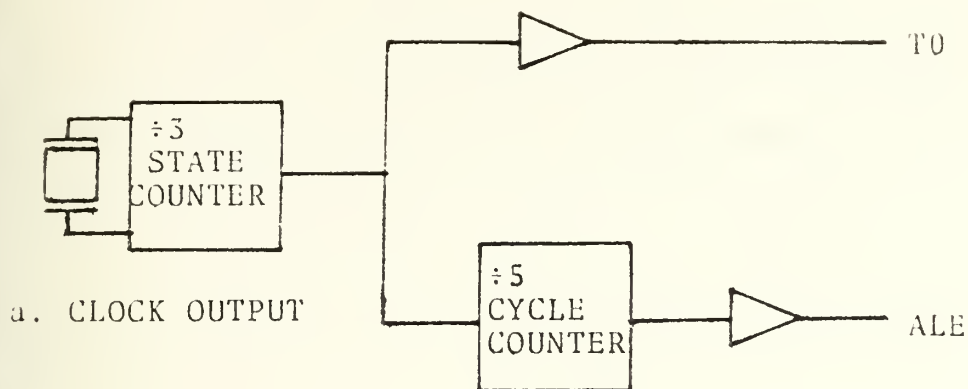 T0
÷3
STATE
COUNTER
a. CLOCK OUTPUT
÷5
CYCLE
COUNTER
ALE